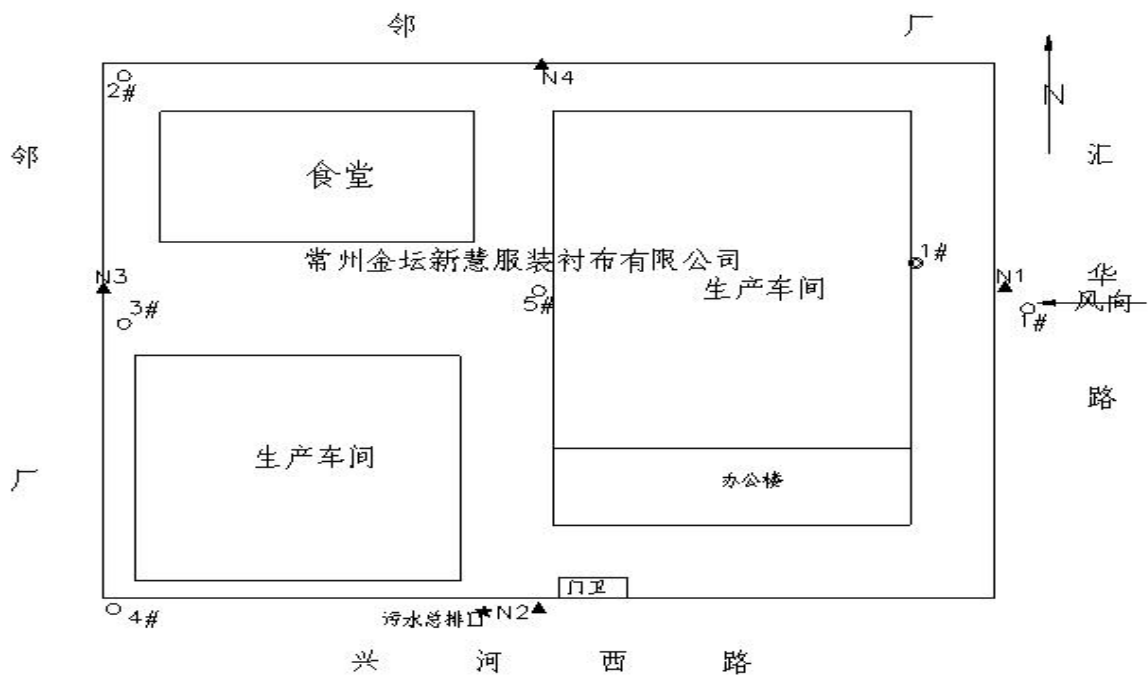 邻 厂
2#
N4
N
邻
食堂
汇
常州金坛新慧服装衬布有限公司
1#
N3
5#
生产车间
N1
华
3#
风向
1#
路
生产车间
厂
办公楼
门卫
4#
污水总排口
N2
兴 河 西 路